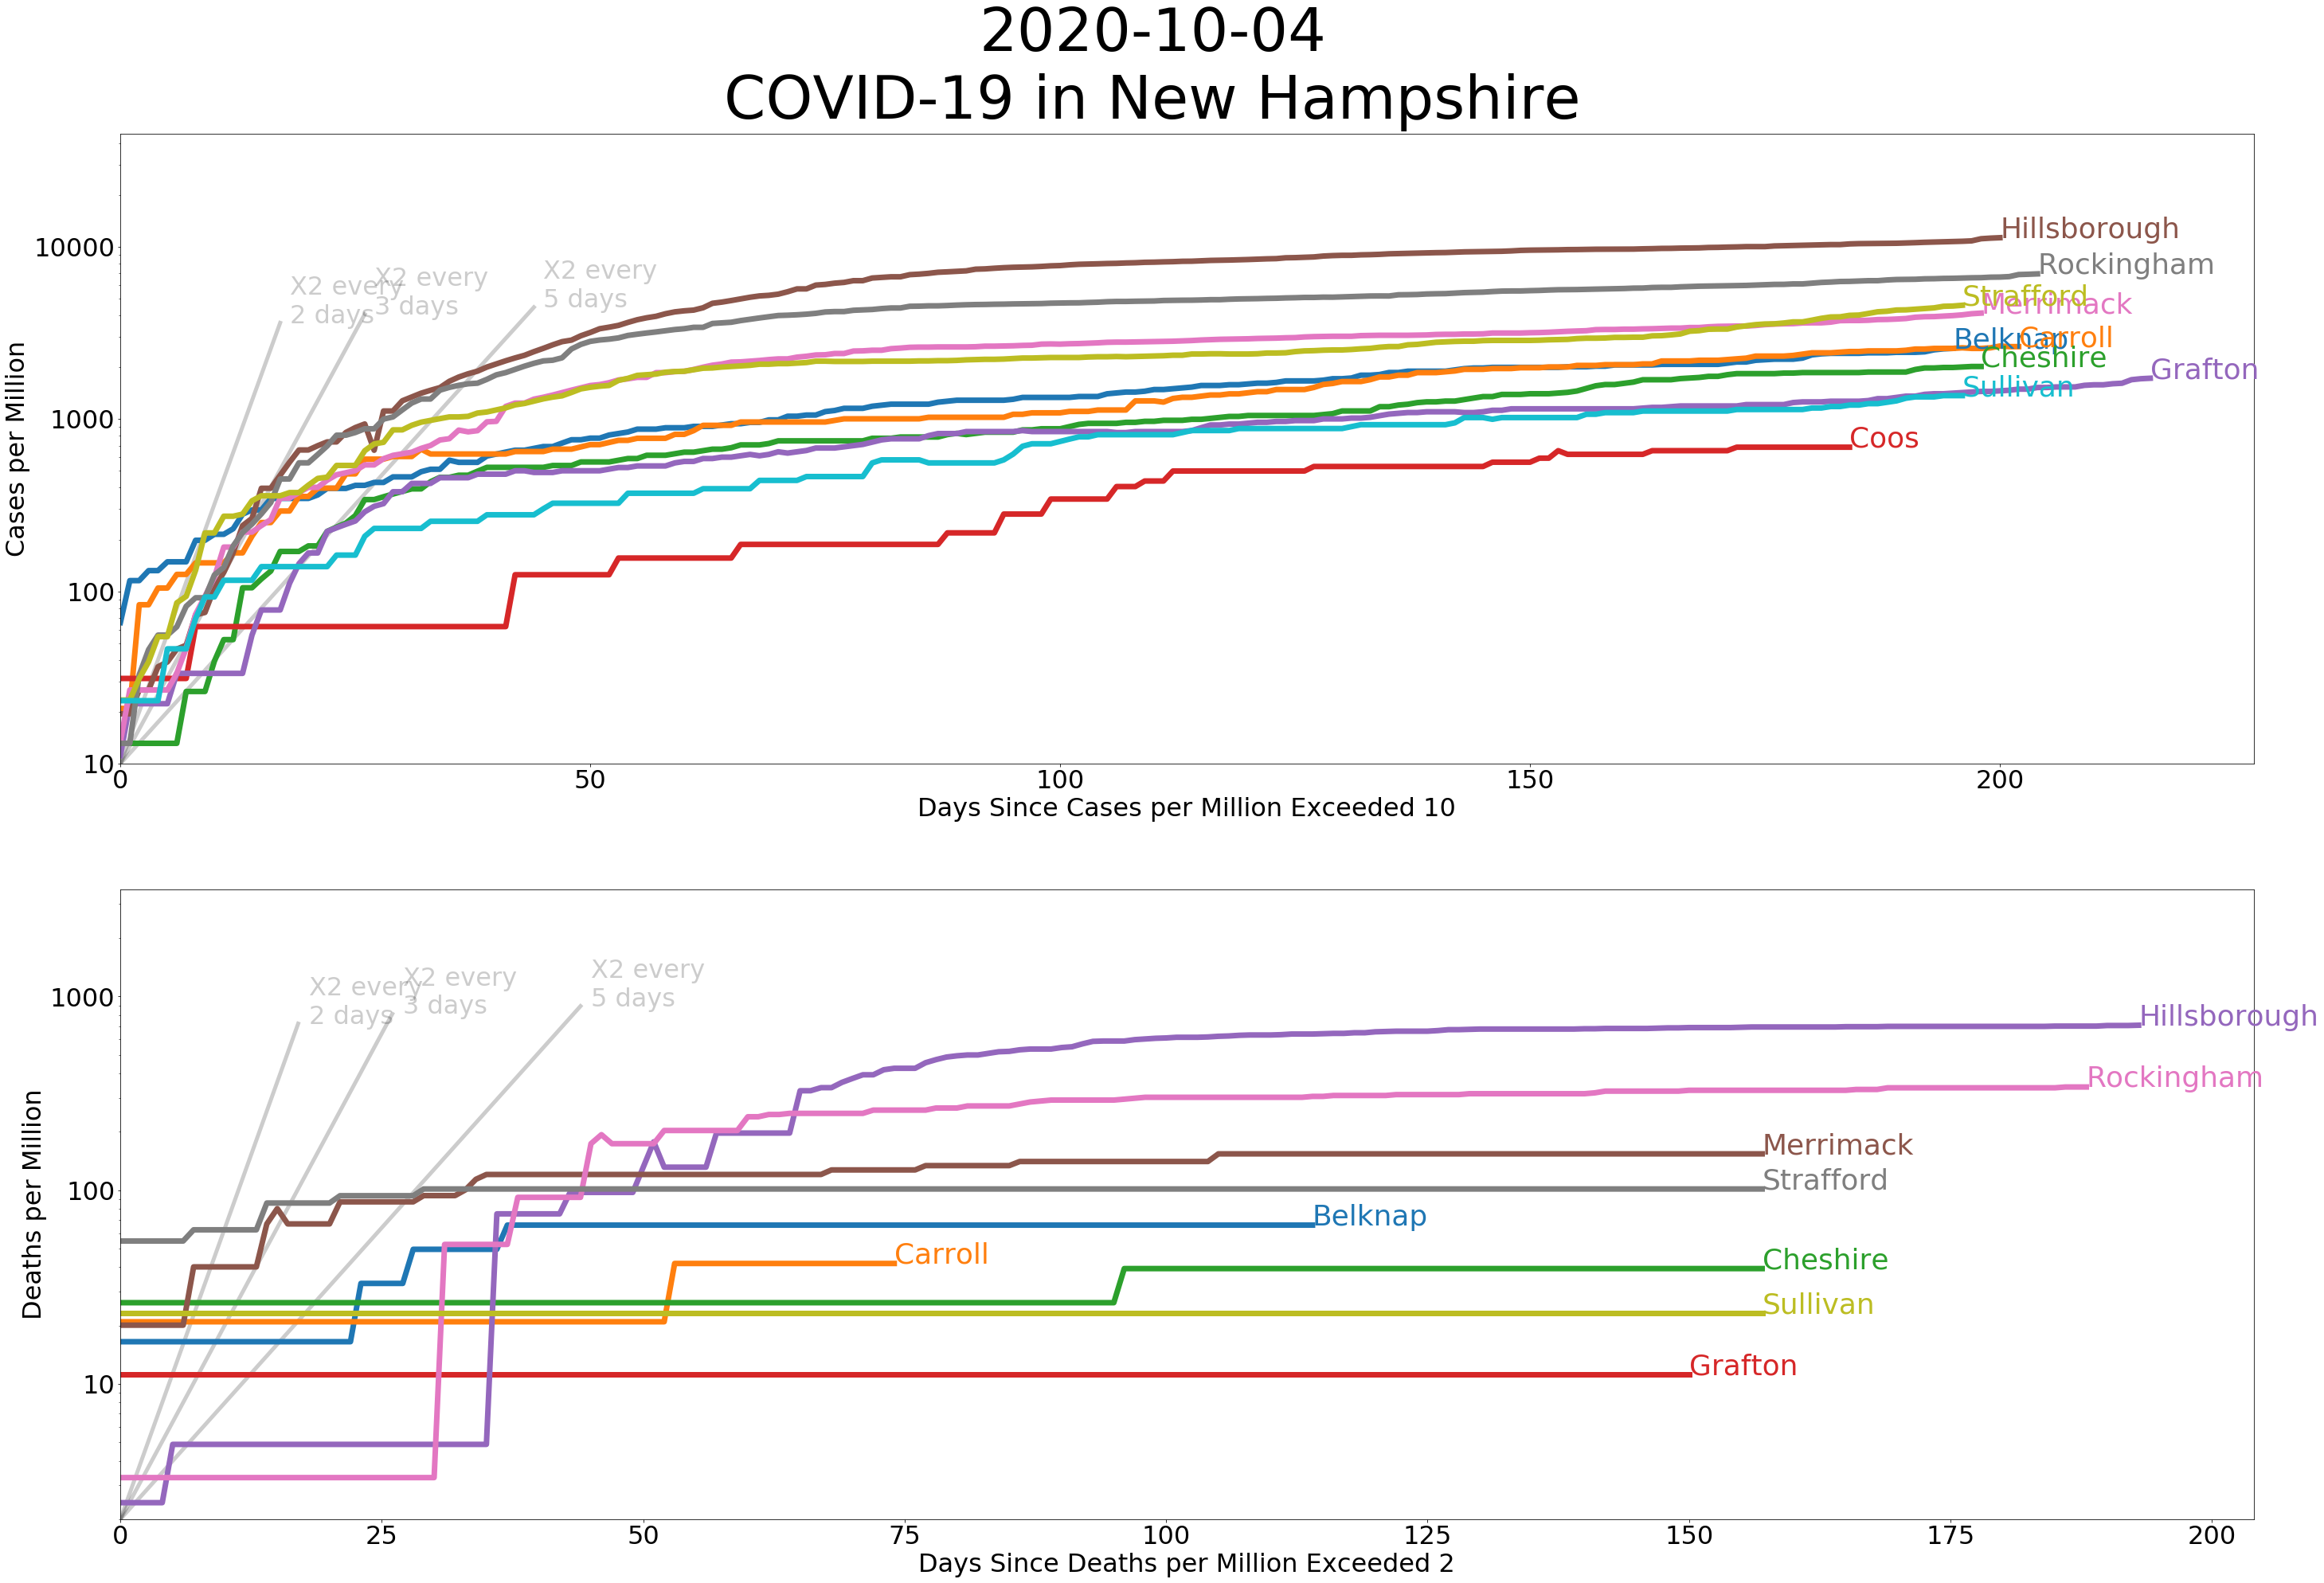 2020-10-04
COVID-19 in New Hampshire
Cases per Million
10000
1000
100
10
X2 every
2 days
X2 every
3 days
X2 every
5 days
Hillsborough
Rockingham
Strafford
Merrimack
Belknap
Carroll
Cheshire
Grafton
Sullivan
Coos
0
50
100
150
200
Days Since Cases per Million Exceeded 10
Deaths per Million
1000
100
10
X2 every
2 days
X2 every
3 days
X2 every
5 days
Hillsborough
Rockingham
Merrimack
Strafford
Belknap
Carroll
Cheshire
Sullivan
Grafton
0
25
50
75
100
125
150
175
200
Days Since Deaths per Million Exceeded 2